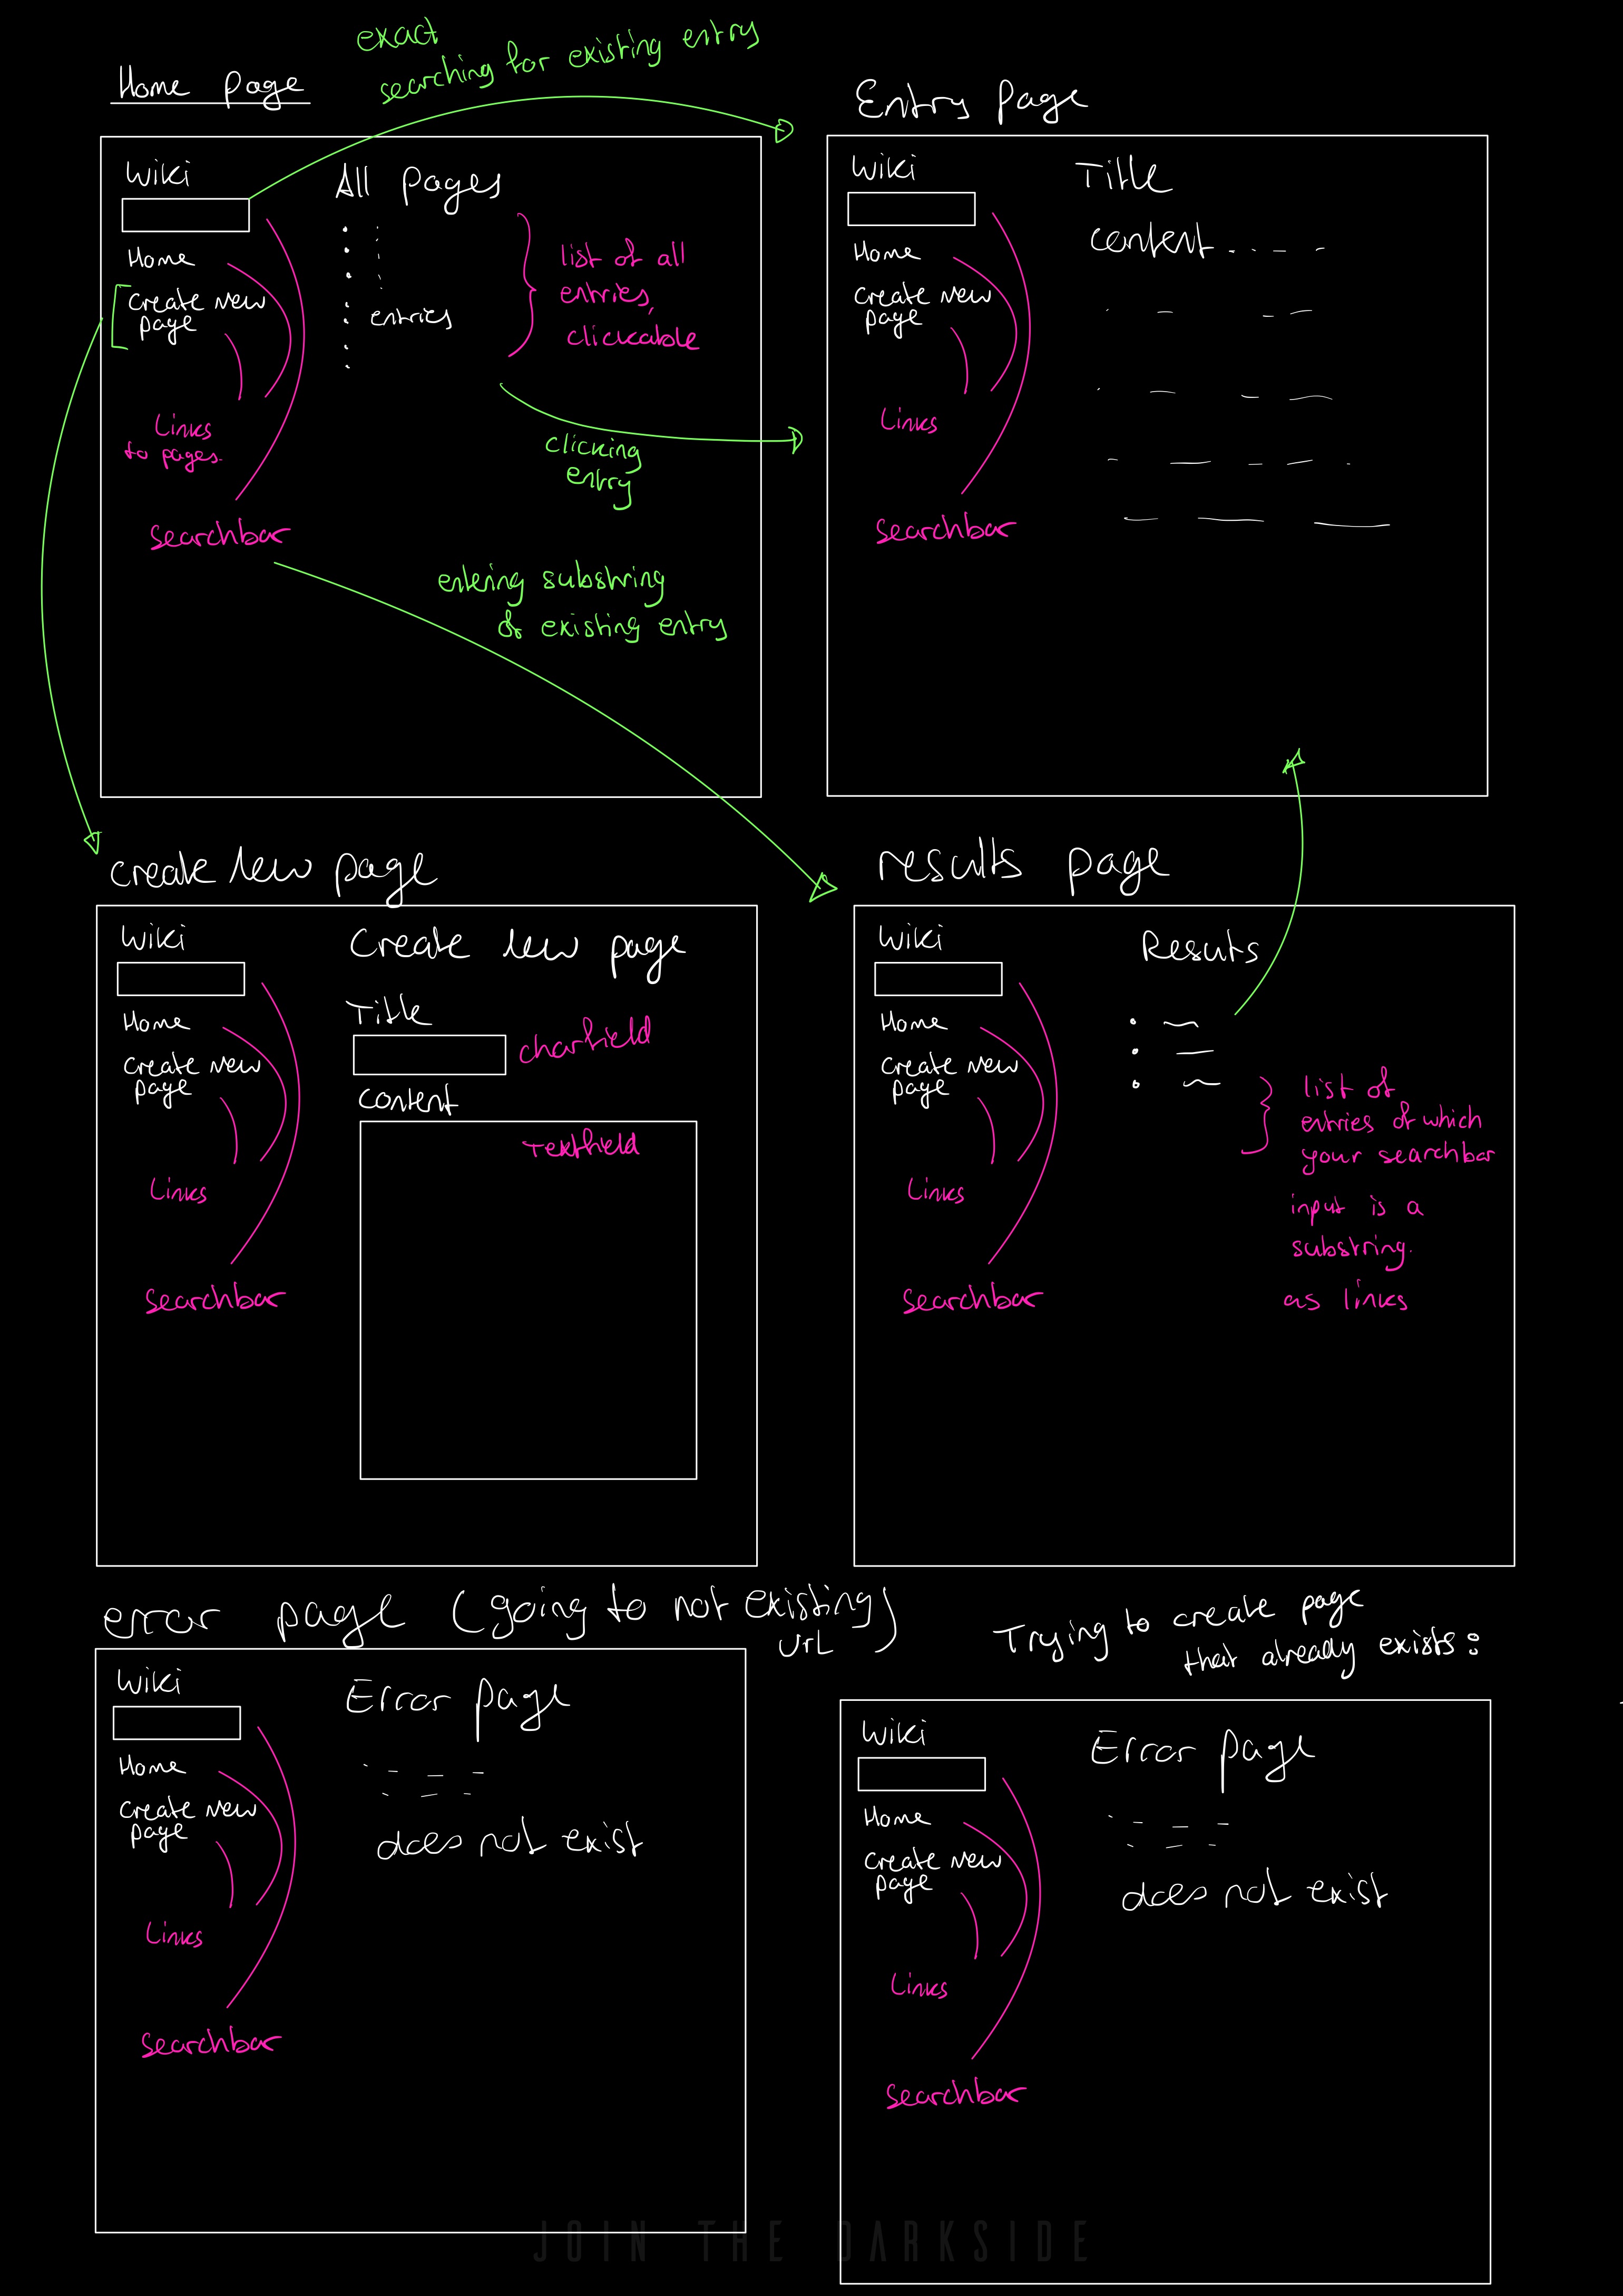 exact
searching for existing entry
Home page
Wiki
All pages
Home
Create New
page
entries
list of all
entries,
clickable
Links
to pages.
searchbar
clicking
entry
entering substring
of existing entry
Entry page
Wiki
Title
content
Home
Create New
page
Links
searchbar
create new page
Wiki
Create new page
Title
charfield
Home
Create New
page
content
Textfield
Links
searchbar
results page
Wiki
Resuts
Home
Create New
page
list of
entries of which
your searchbar
input is a
substring.
as links
Links
searchbar
error page (going to not existing)
UrL
Wiki
Error page
Home
Create New
page
does not exist
Links
searchbar
Trying to create page
that already exists:
Wiki
Error page
Home
Create New
page
does not exist
Links
searchbar
JOIN THE DARKSIDE